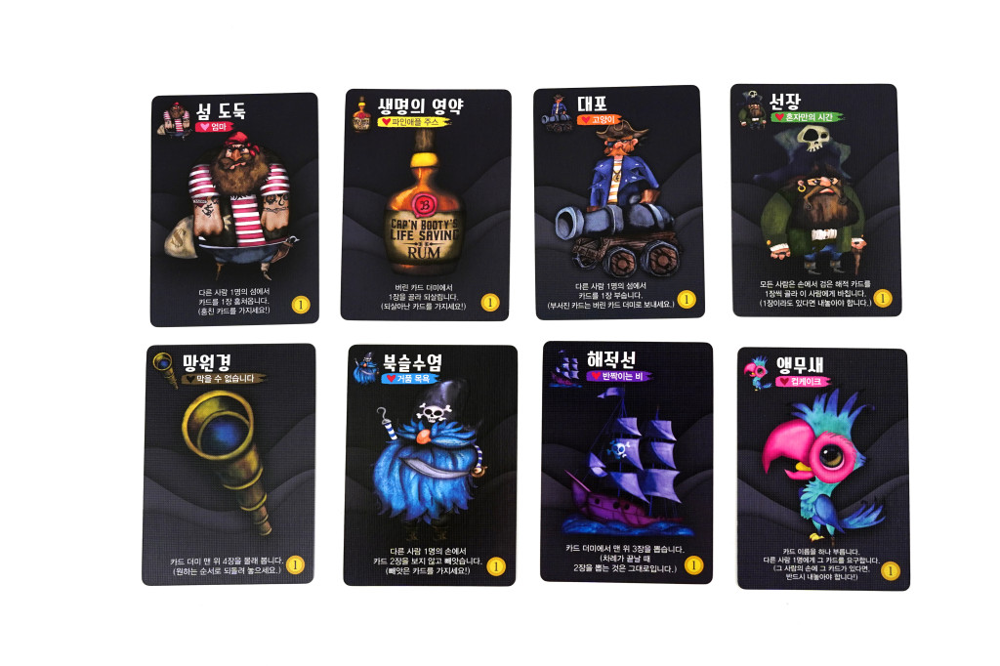 섬 도둑
엄마
다른 사람 1명의 섬에서
카드를 1장 훔쳐옵니다.
(훔친 카드를 가지세요!)
1
생명의 영약
파인애플 주스
B
CAP'N BOOTY'S
LIFE SAVING
RUM
버린 카드 더미에서
1장을 골라 되살립니다.
(되살아난 카드를 가지세요!)
1
대포
고양이
다른 사람 1명의 섬에서
카드를 1장 부숩니다.
(부서진 카드는 버린 카드 더미로 보내세요.)
1
선장
혼자만의 시간
모든 사람은 손에서 검은 해적 카드를
1장씩 골라 이 사람에게 바칩니다.
(1장이라도 있다면 내놓아야 합니다.)
1
망원경
막을 수 없습니다
카드 더미 맨 위 4장을 몰래 봅니다.
(원하는 순서로 되돌려 놓으세요.)
1
북슬수염
거품 목욕
다른 사람 1명의 손에서
카드 2장을 보지 않고 빼앗습니다.
(빼앗은 카드를 가지세요!)
1
해적선
반짝이는 비
카드 더미에서 맨 위 3장을 뽑습니다.
(차례가 끝날 때
2장을 뽑는 것은 그대로입니다.)
1
앵무새
컵케이크
카드 이름을 하나 부릅니다.
다른 사람 1명에게 그 카드를 요구합니다.
(그 사람의 손에 그 카드가 있다면,
반드시 내놓아야 합니다!)
1